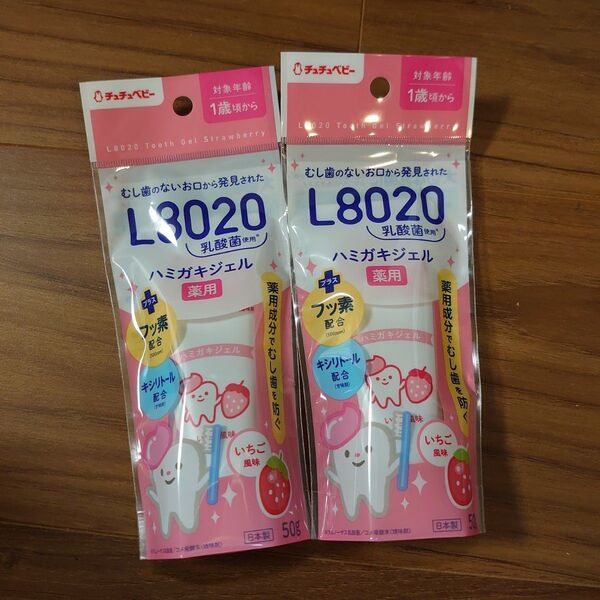 チュチュベビー
対象年齢
1歳頃から
L8020 Tooth Gel Strawberry
むし歯のないお口から発見された
L8020
乳酸菌使用*
ハミガキジェル
薬用
プラス
フッ素
配合
(500ppm)
キシリトール
配合
(甘味剤)
薬用成分でむし歯を防ぐ
ハミガキジェル
いちご
風味
日本製
50g
チュチュベビー
対象年齢
1歳頃から
L8020 Tooth Gel Strawberry
むし歯のないお口から発見された
L8020
乳酸菌使用*
ハミガキジェル
薬用
プラス
フッ素
配合
(500ppm)
キシリトール
配合
(甘味剤)
薬用成分でむし歯を防ぐ
ハミガキジェル
いちご
風味
日本製